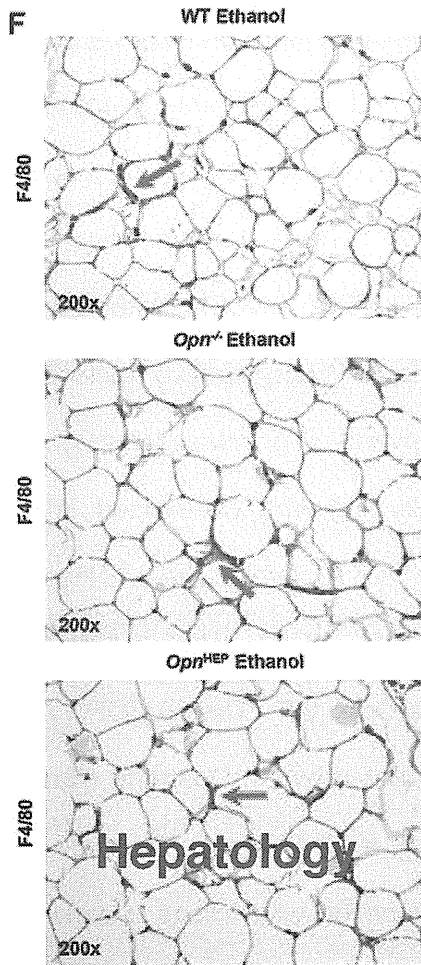 F
WT Ethanol
F4/80
200x
Opn-/- Ethanol
F4/80
200x
OpnHEP Ethanol
F4/80
Hepatology
200x